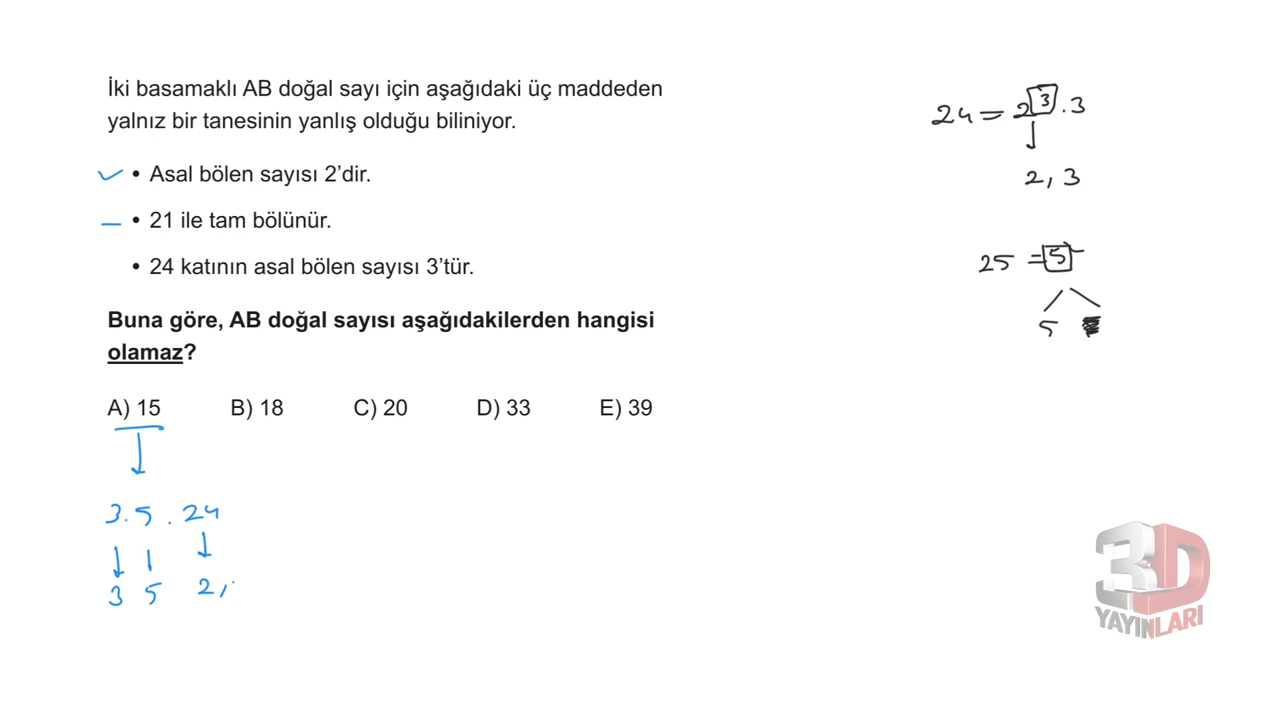 İki basamaklı AB doğal sayı için aşağıdaki üç maddeden
yalnız bir tanesinin yanlış olduğu biliniyor.
• Asal bölen sayısı 2'dir.
• 21 ile tam bölünür.
• 24 katının asal bölen sayısı 3'tür.
Buna göre, AB doğal sayısı aşağıdakilerden hangisi
olamaz?
A) 15 B) 18 C) 20 D) 33 E) 39
3.5.24
3 5 2,
24 = 2³.3
2, 3
25 = 5
5
3D
YAYINLARI